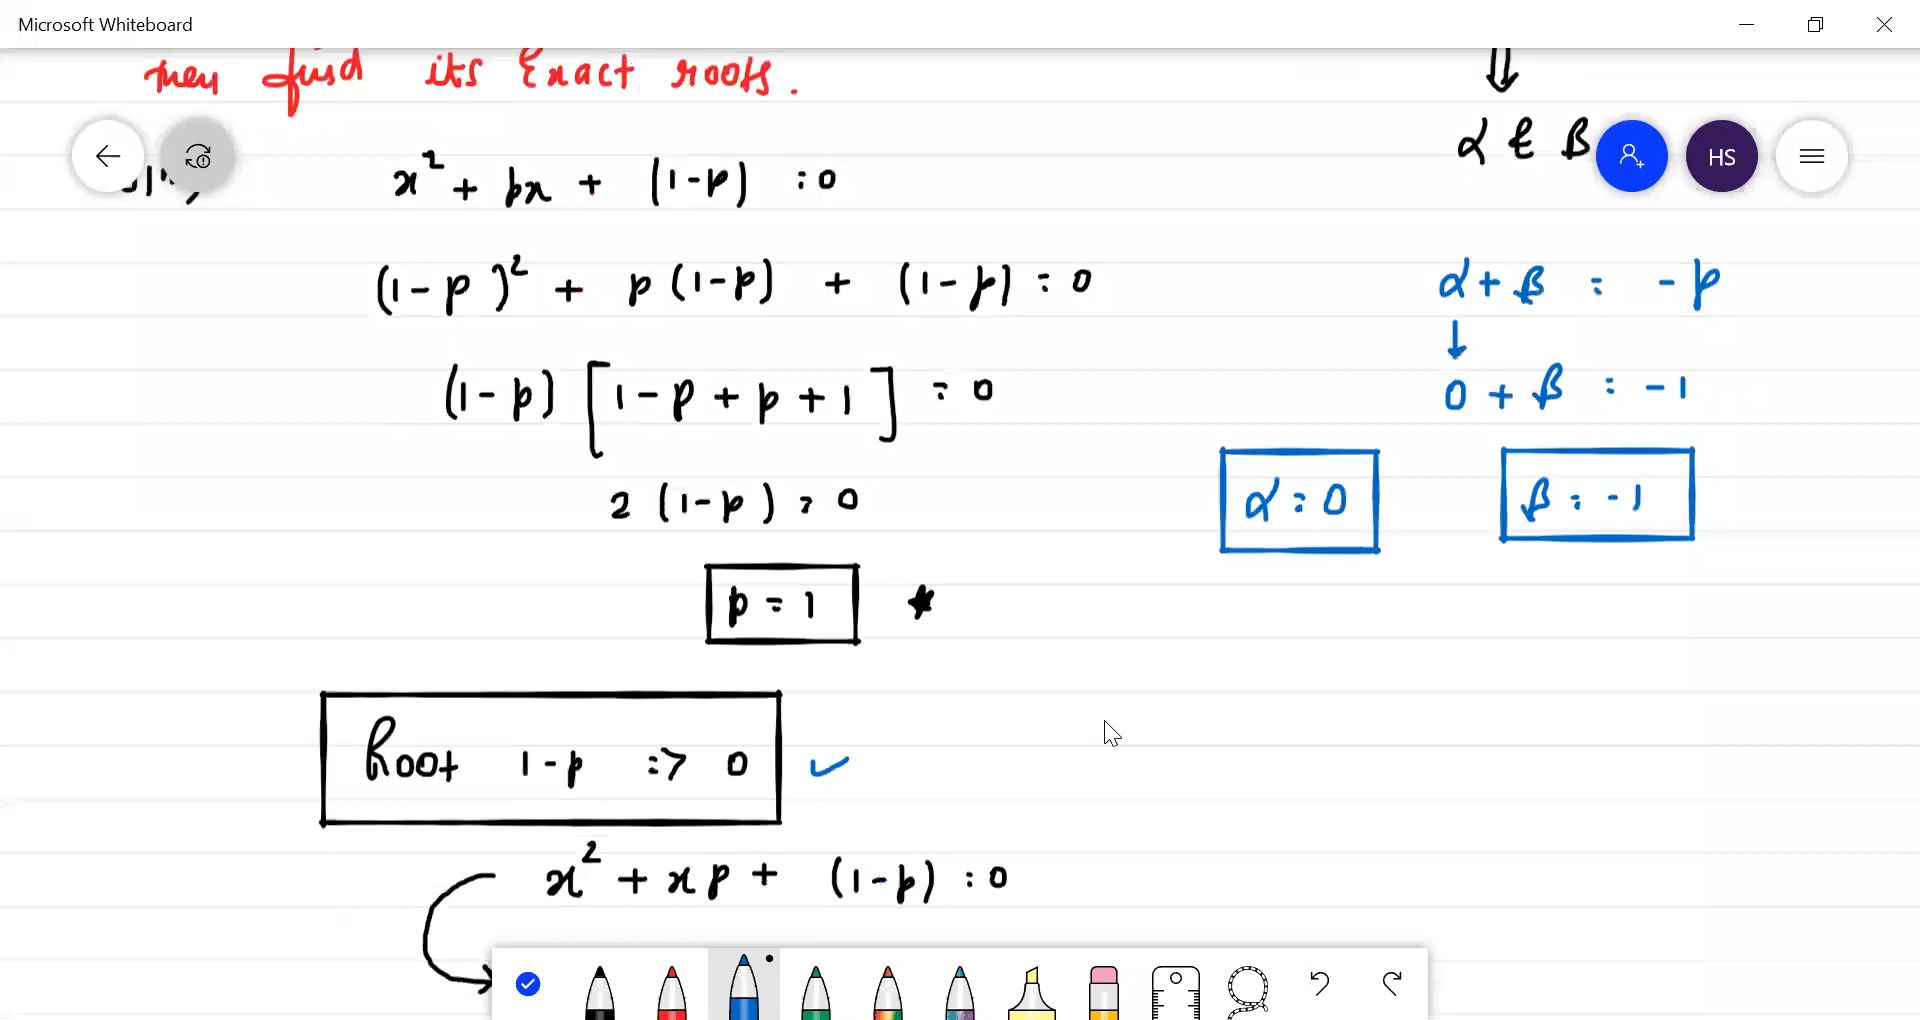 Microsoft Whiteboard
then find its Exact roots.
α & β
HS
x² + px + (1-p) = 0
(1-p)² + p(1-p) + (1-p) = 0
α + β = -p
(1-p) [1-p + p + 1] = 0
↓
0 + β = -1
2 (1-p) = 0
α = 0
β = -1
p = 1 ★
Root 1-p => 0 ✓
x² + xp + (1-p) = 0